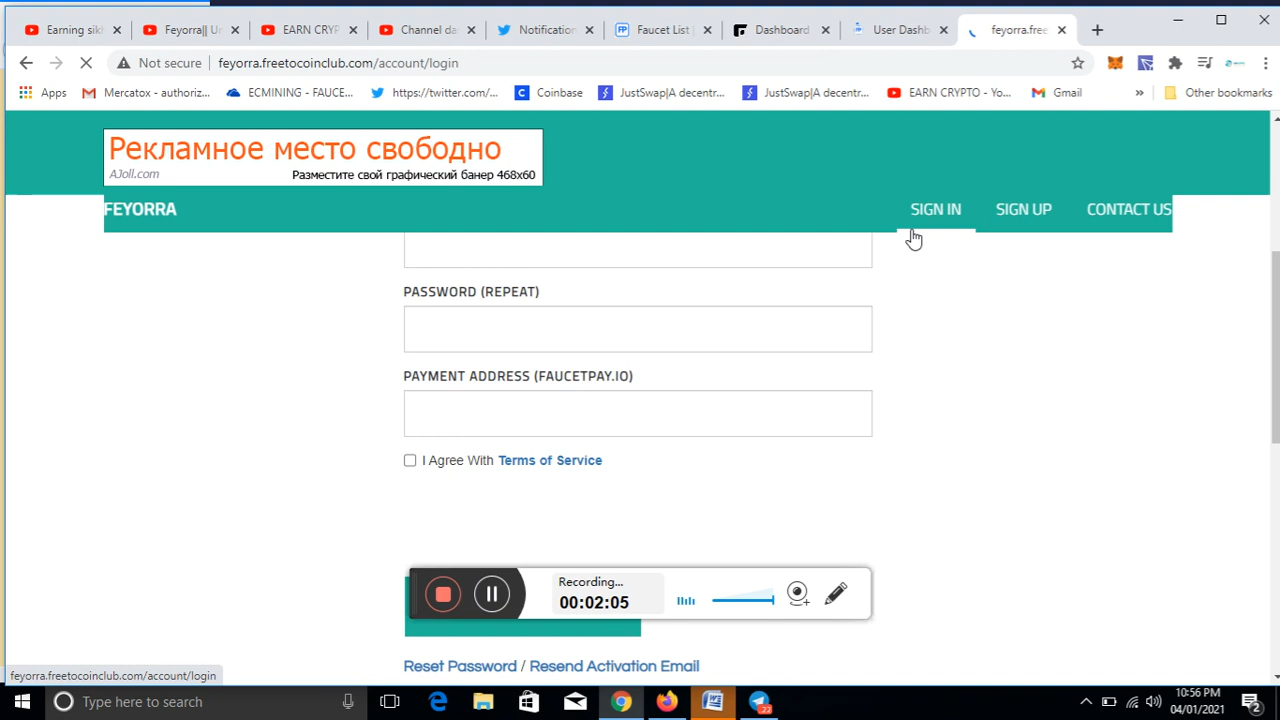 Earning sikh
Feyorra|| Un
EARN CRYP
Channel da
Notification
Faucet List |
Dashboard
User Dashb
feyorra.free
Not secure
feyorra.freetocoinclub.com/account/login
Apps
Mercatox - authoriz...
ECMINING - FAUCE...
https://twitter.com/...
Coinbase
JustSwap|A decentr...
JustSwap|A decentr...
EARN CRYPTO - Yo...
Gmail
»
Other bookmarks
Рекламное место свободно
AJoll.com
Разместите свой графический банер 468x60
FEYORRA
SIGN IN
SIGN UP
CONTACT US
PASSWORD (REPEAT)
PAYMENT ADDRESS (FAUCETPAY.IO)
I Agree With Terms of Service
Recording...
00:02:05
Reset Password / Resend Activation Email
feyorra.freetocoinclub.com/account/login
Type here to search
22
10:56 PM
04/01/2021
2